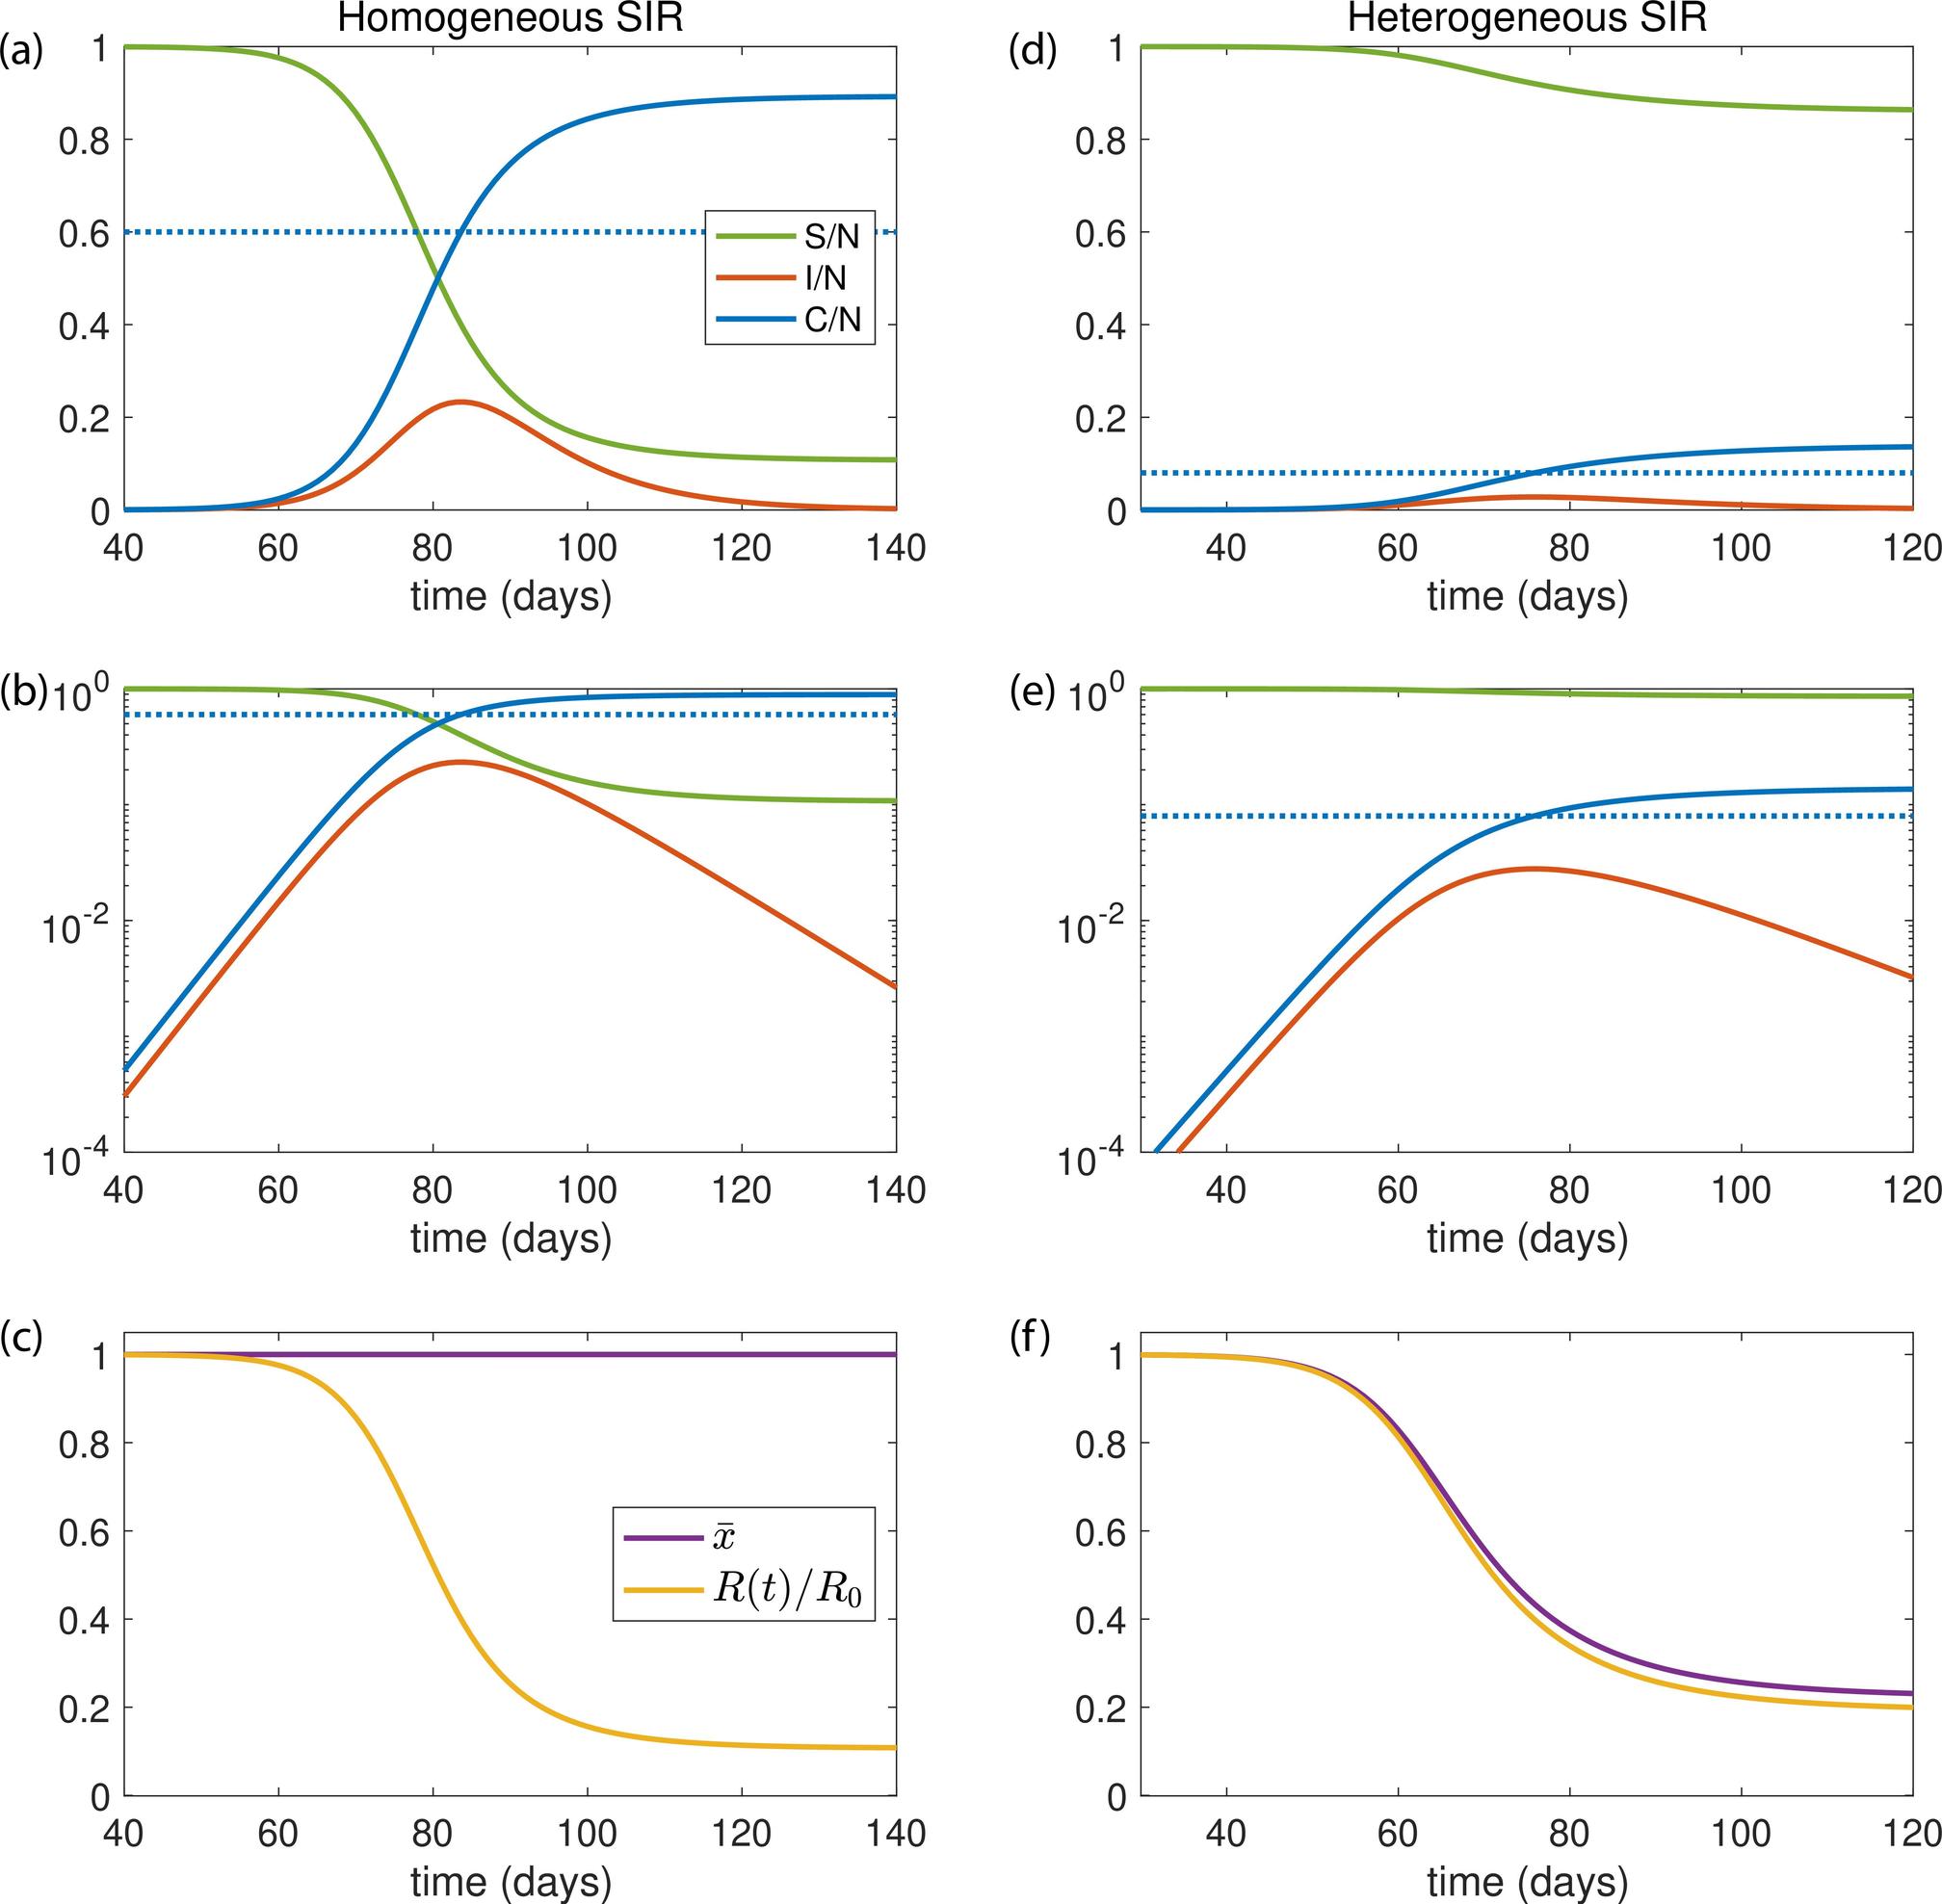 Homogeneous SIR
(a)
1
0.8
0.6
0.4
0.2
0
S/N
I/N
C/N
40 60 80 100 120 140
time (days)
Heterogeneous SIR
(d)
1
0.8
0.6
0.4
0.2
0
40 60 80 100 120
time (days)
(b)
10^0
10^-2
10^-4
40 60 80 100 120 140
time (days)
(e)
10^0
10^-2
10^-4
40 60 80 100 120
time (days)
(c)
1
0.8
0.6
0.4
0.2
0
x̄
R(t)/R₀
40 60 80 100 120 140
time (days)
(f)
1
0.8
0.6
0.4
0.2
0
40 60 80 100 120
time (days)